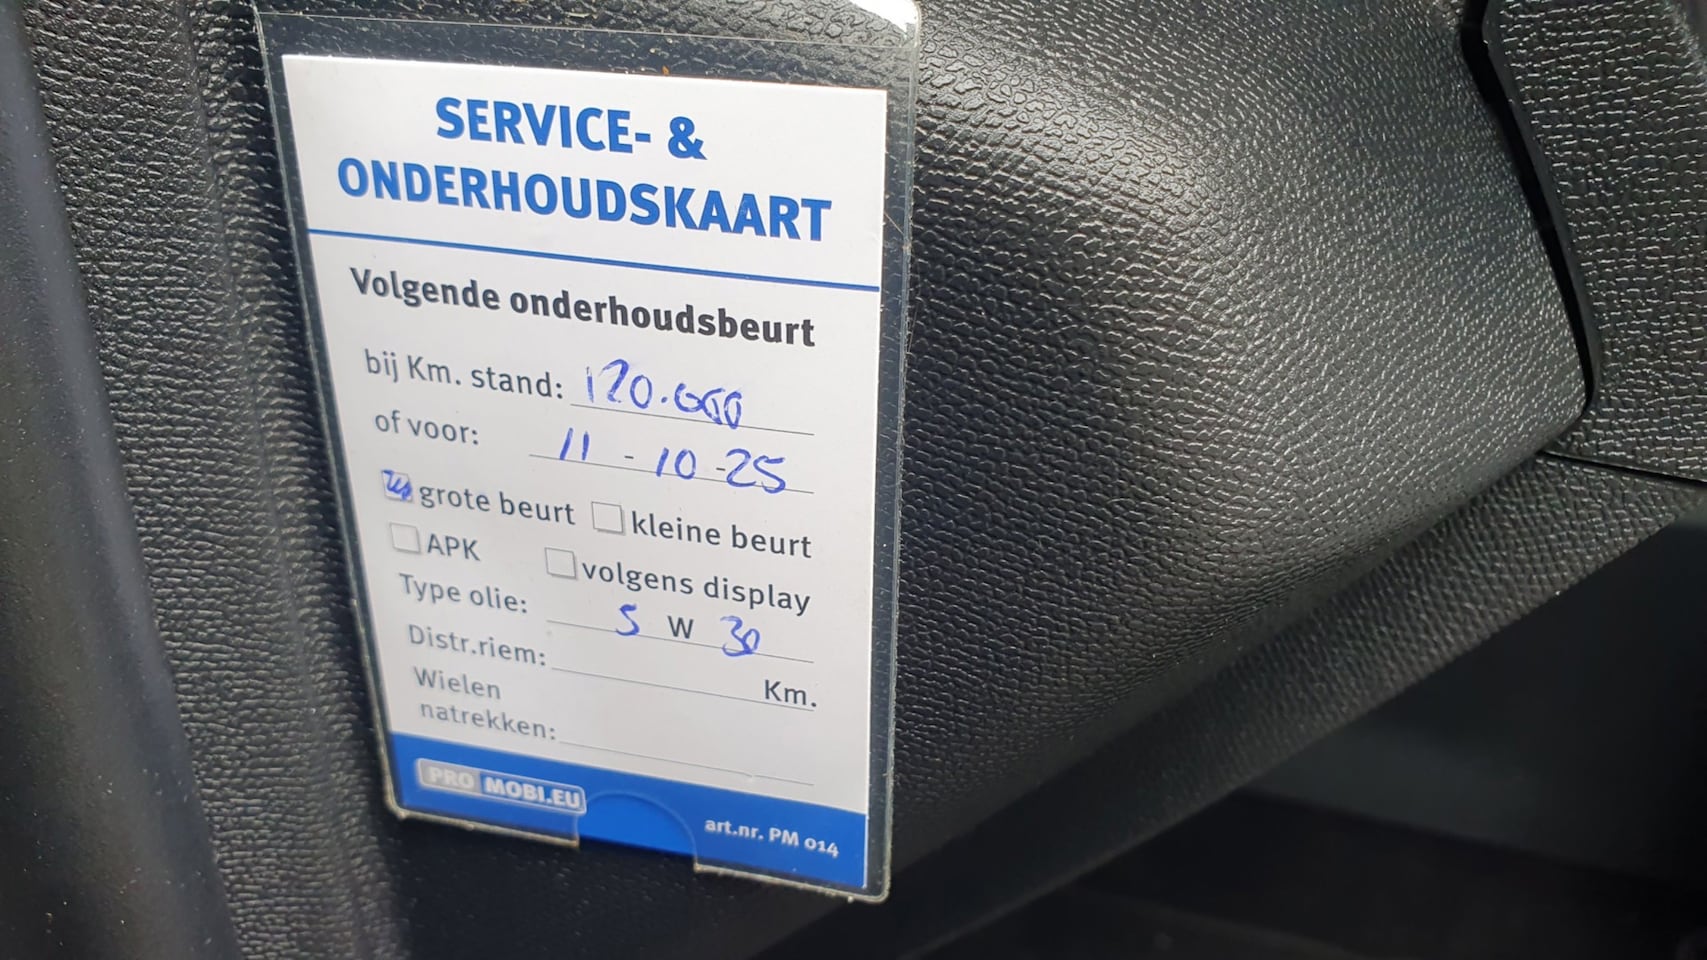 SERVICE- &
ONDERHOUDSKAART
Volgende onderhoudsbeurt
bij Km. stand: 120.000
of voor: 11 - 10 - 25
grote beurt kleine beurt
APK volgens display
Type olie: 5 W 30
Distr.riem: Km.
Wielen
natrekken:
PRO MOBI.EU
art.nr. PM 014